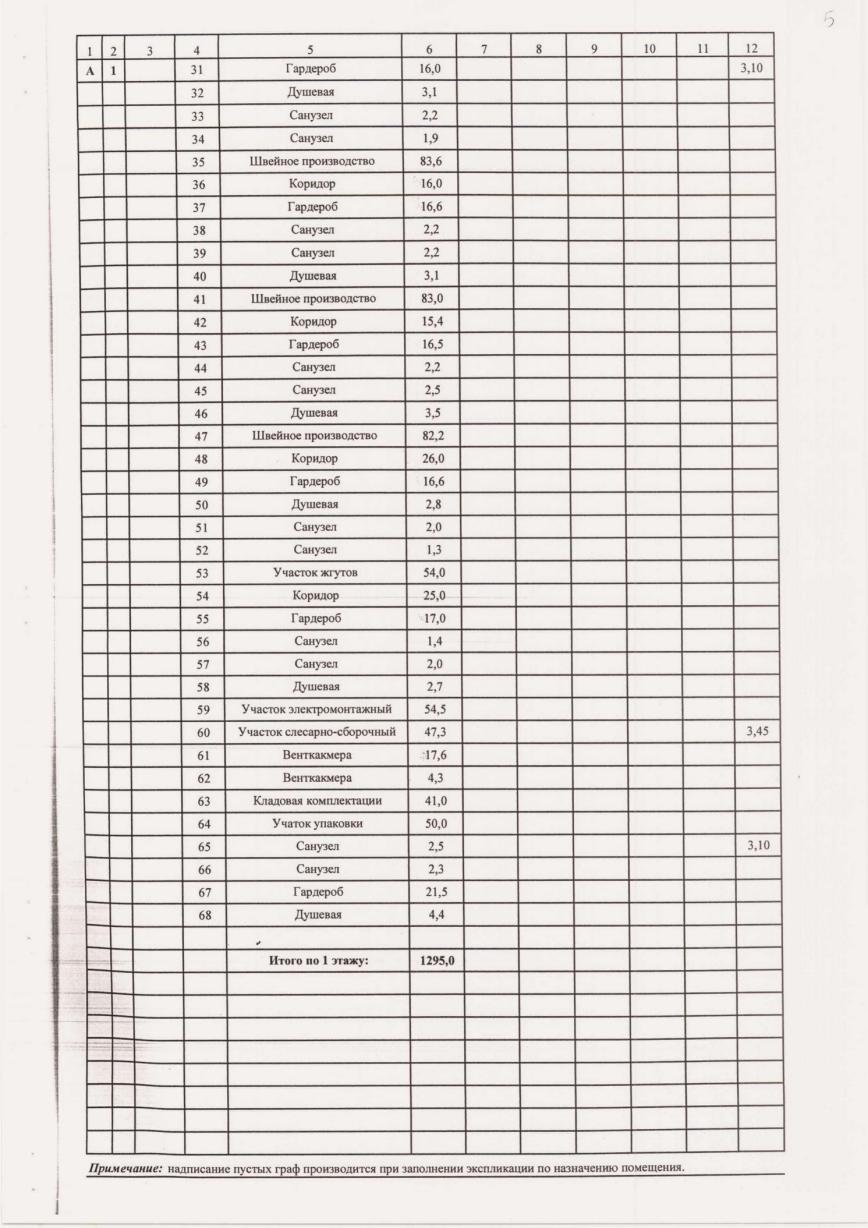 5
1 2 3 4 5 6 7 8 9 10 11 12
А 1 31 Гардероб 16,0 3,10
32 Душевая 3,1
33 Санузел 2,2
34 Санузел 1,9
35 Швейное производство 83,6
36 Коридор 16,0
37 Гардероб 16,6
38 Санузел 2,2
39 Санузел 2,2
40 Душевая 3,1
41 Швейное производство 83,0
42 Коридор 15,4
43 Гардероб 16,5
44 Санузел 2,2
45 Санузел 2,5
46 Душевая 3,5
47 Швейное производство 82,2
48 Коридор 26,0
49 Гардероб 16,6
50 Душевая 2,8
51 Санузел 2,0
52 Санузел 1,3
53 Участок жгутов 54,0
54 Коридор 25,0
55 Гардероб 17,0
56 Санузел 1,4
57 Санузел 2,0
58 Душевая 2,7
59 Участок электромонтажный 54,5
60 Участок слесарно-сборочный 47,3 3,45
61 Венткакмера 17,6
62 Венткакмера 4,3
63 Кладовая комплектации 41,0
64 Учаток упаковки 50,0
65 Санузел 2,5 3,10
66 Санузел 2,3
67 Гардероб 21,5
68 Душевая 4,4
Итого по 1 этажу: 1295,0
Примечание: надписание пустых граф производится при заполнении экспликации по назначению помещения.